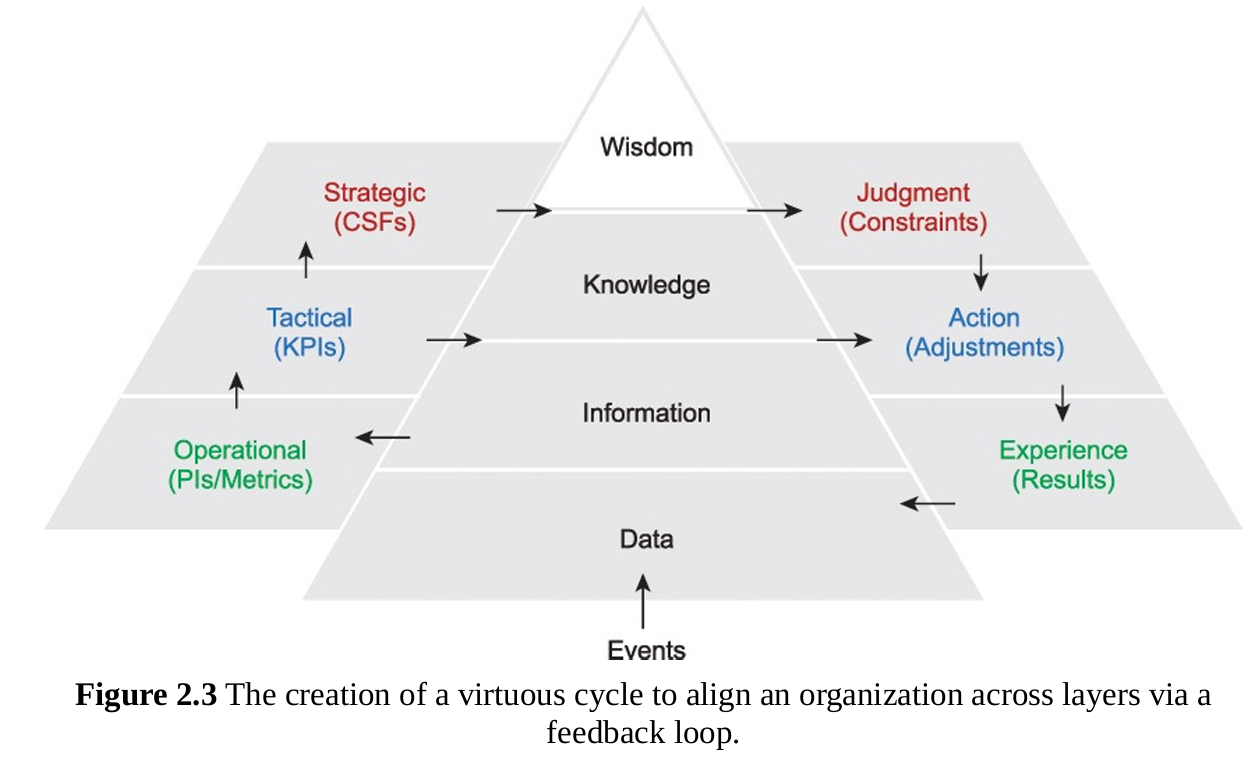 Wisdom
Strategic
(CSFs)
Judgment
(Constraints)
Knowledge
Tactical
(KPIs)
Action
(Adjustments)
Information
Operational
(PIs/Metrics)
Experience
(Results)
Data
Events
Figure 2.3 The creation of a virtuous cycle to align an organization across layers via a
feedback loop.